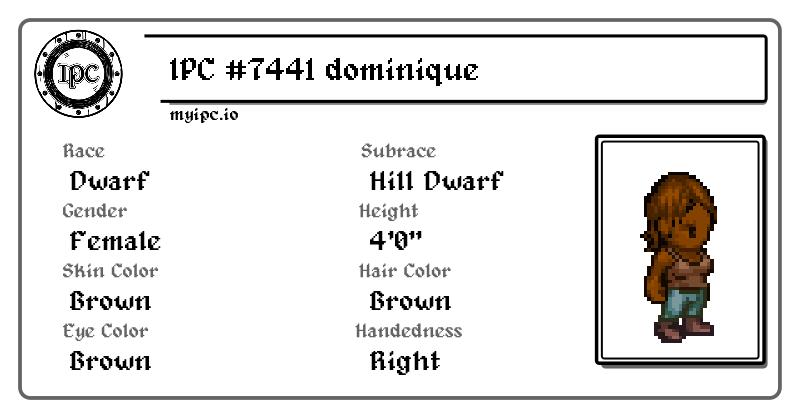 IPC
IPC #7441 dominique
myipc.io
Race
Dwarf
Subrace
Hill Dwarf
Gender
Female
Height
4'0"
Skin Color
Brown
Hair Color
Brown
Eye Color
Brown
Handedness
Right